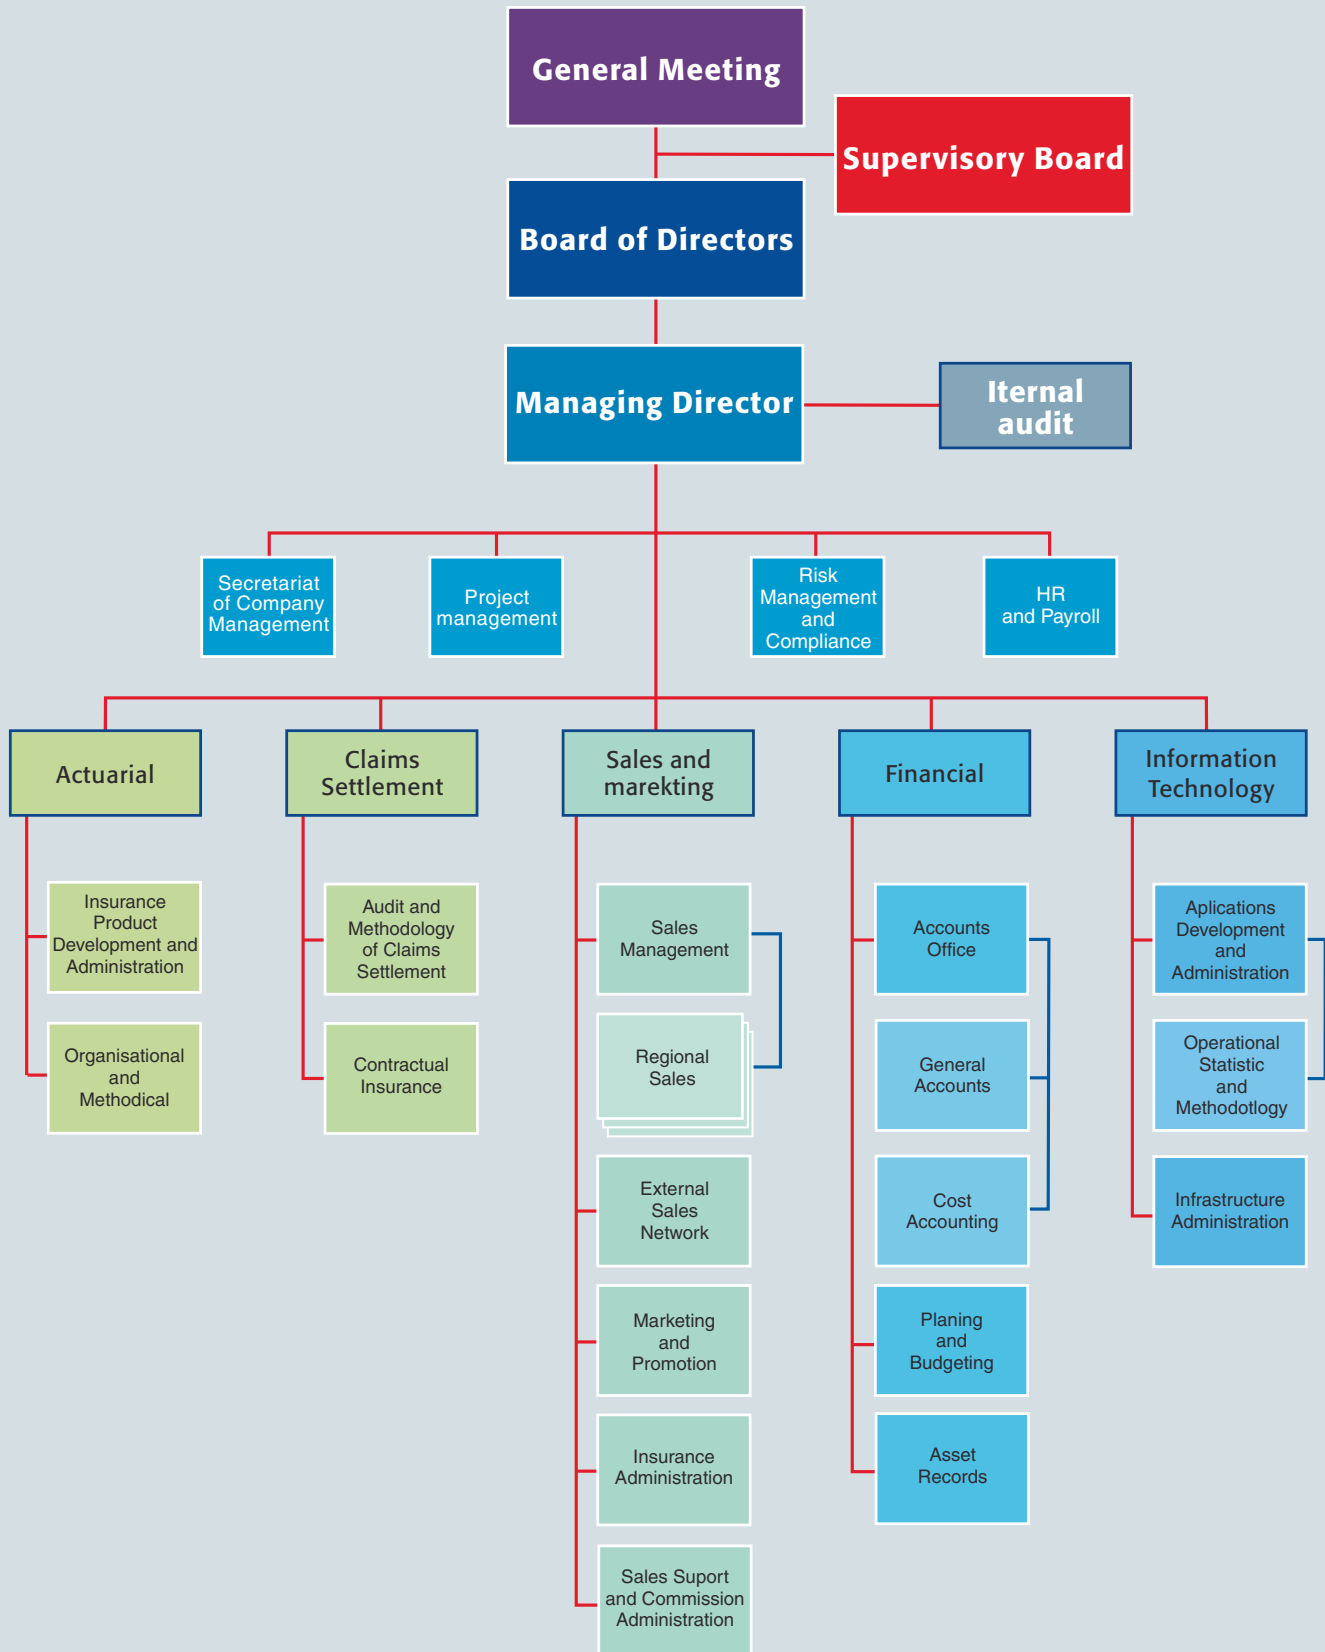 General Meeting
Supervisory Board
Board of Directors
Managing Director
Iternal
audit
Secretariat
of Company
Management
Project
management
Risk
Management
and
Compliance
HR
and Payroll
Actuarial
Claims
Settlement
Sales and
marekting
Financial
Information
Technology
Insurance
Product
Development and
Administration
Organisational
and
Methodical
Audit and
Methodology
of Claims
Settlement
Contractual
Insurance
Sales
Management
Regional
Sales
External
Sales
Network
Marketing
and
Promotion
Insurance
Administration
Sales Suport
and Commission
Administration
Accounts
Office
General
Accounts
Cost
Accounting
Planing
and
Budgeting
Asset
Records
Aplications
Development
and
Administration
Operational
Statistic
and
Methodotlogy
Infrastructure
Administration